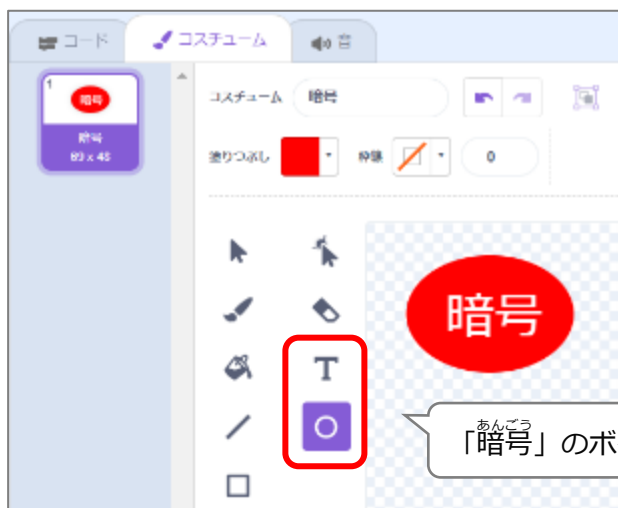 コード
コスチューム
音
1
暗号
暗号
69 x 48
コスチューム
暗号
塗りつぶし
枠線
0
暗号
T
あんごう
「暗号」のボ